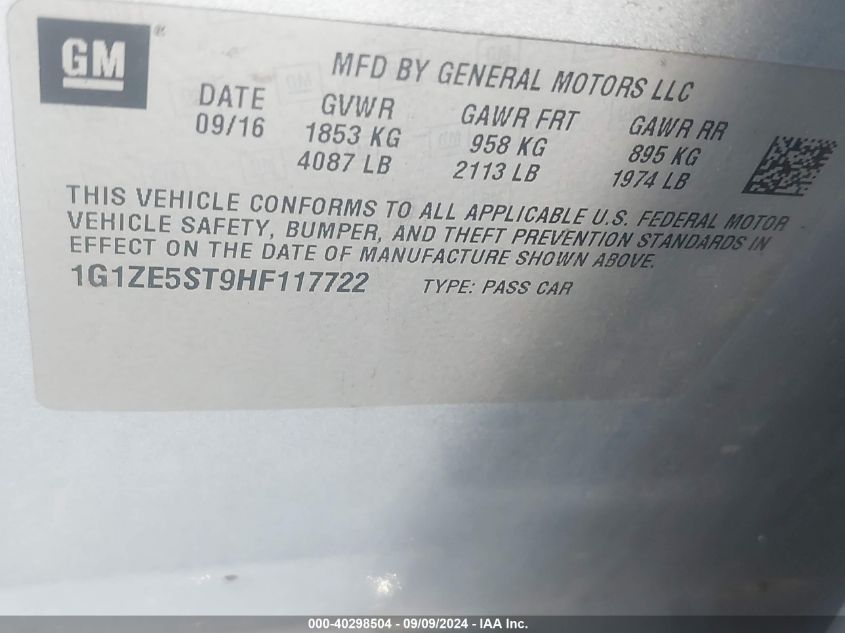 GM®
MFD BY GENERAL MOTORS LLC
DATE GVWR GAWR FRT GAWR RR
09/16 1853 KG 958 KG 895 KG
4087 LB 2113 LB 1974 LB
THIS VEHICLE CONFORMS TO ALL APPLICABLE U.S. FEDERAL MOTOR
VEHICLE SAFETY, BUMPER, AND THEFT PREVENTION STANDARDS IN
EFFECT ON THE DATE OF MANUFACTURE SHOWN ABOVE.
1G1ZE5ST9HF117722 TYPE: PASS CAR
000-40298504 - 09/09/2024 - IAA Inc.